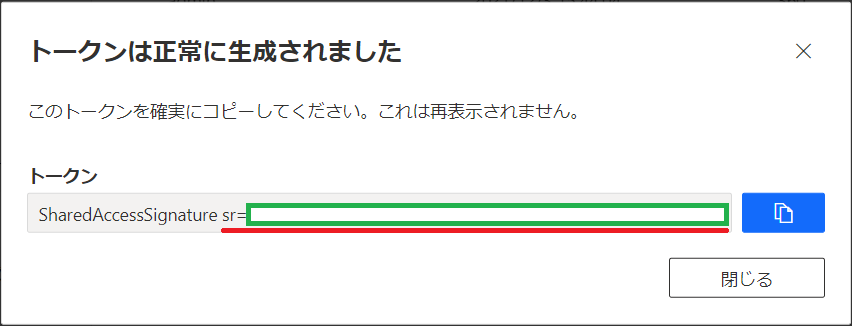 トークンは正常に生成されました
このトークンを確実にコピーしてください。これは再表示されません。
トークン
SharedAccessSignature sr=
閉じる